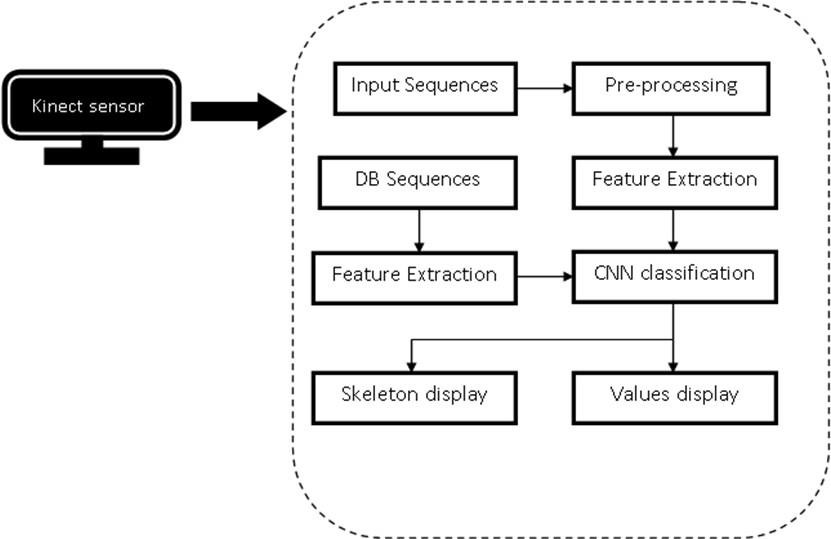 Kinect sensor
Input Sequences
Pre-processing
DB Sequences
Feature Extraction
Feature Extraction
CNN classification
Skeleton display
Values display